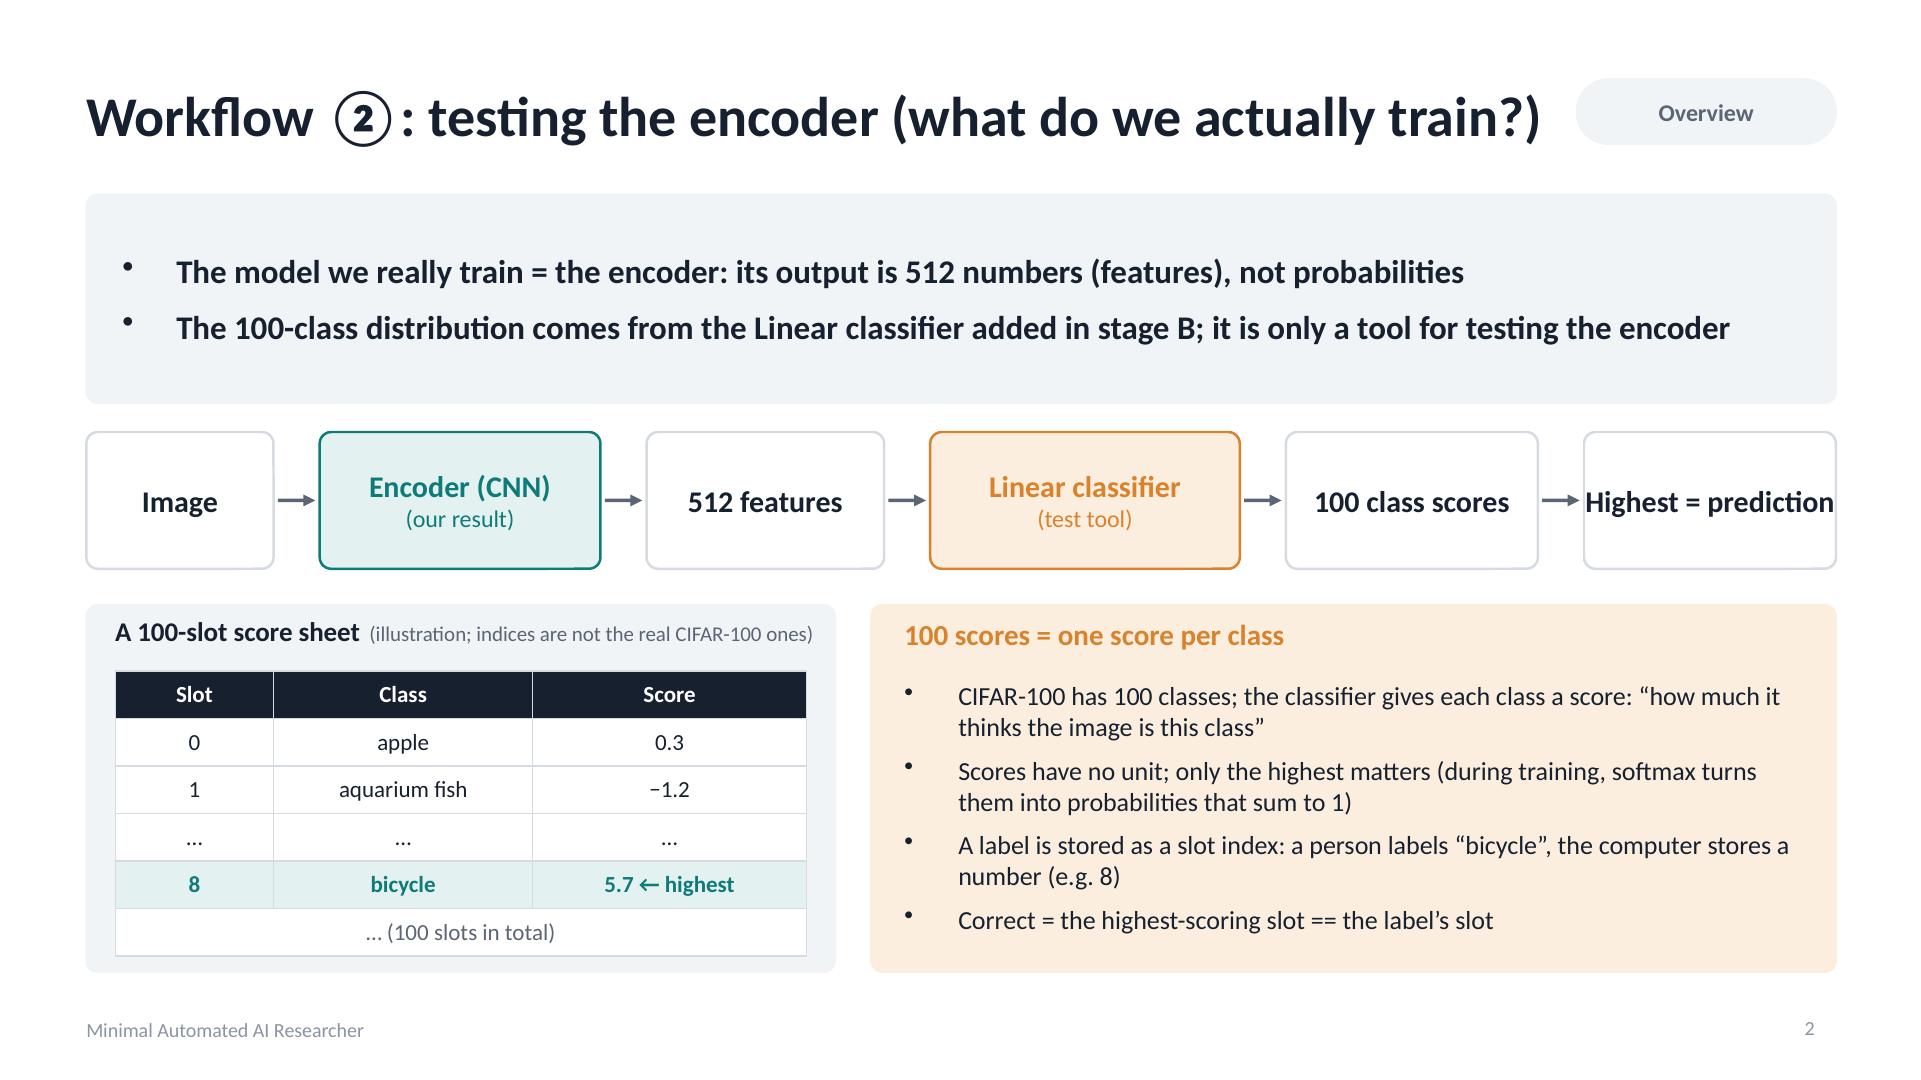 Workflow ②: testing the encoder (what do we actually train?)
Overview
• The model we really train = the encoder: its output is 512 numbers (features), not probabilities
• The 100-class distribution comes from the Linear classifier added in stage B; it is only a tool for testing the encoder
Image
Encoder (CNN)
(our result)
512 features
Linear classifier
(test tool)
100 class scores
Highest = prediction
A 100-slot score sheet (illustration; indices are not the real CIFAR-100 ones)
Slot Class Score
0 apple 0.3
1 aquarium fish −1.2
... ... ...
8 bicycle 5.7 ← highest
... (100 slots in total)
100 scores = one score per class
• CIFAR-100 has 100 classes; the classifier gives each class a score: “how much it
thinks the image is this class”
• Scores have no unit; only the highest matters (during training, softmax turns
them into probabilities that sum to 1)
• A label is stored as a slot index: a person labels “bicycle”, the computer stores a
number (e.g. 8)
• Correct = the highest-scoring slot == the label’s slot
Minimal Automated AI Researcher
2